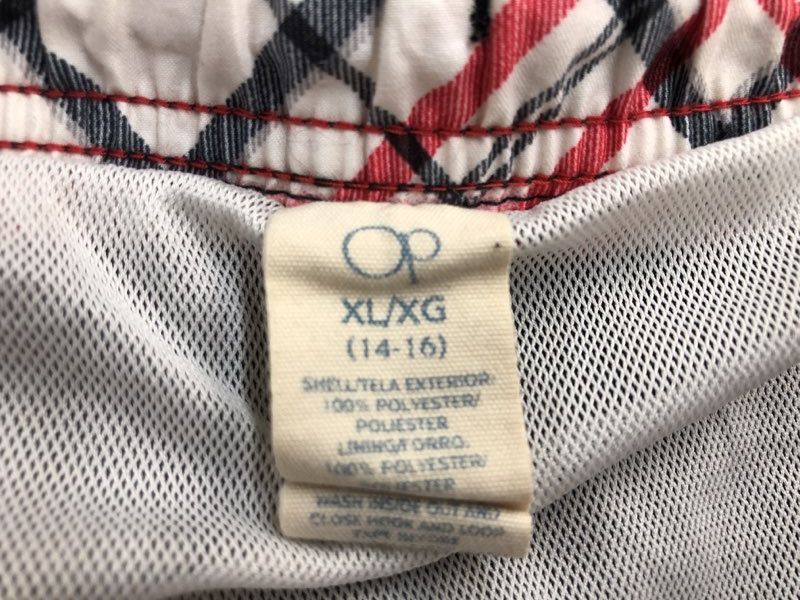 Op
XL/XG
(14-16)
SHELL/TELA EXTERIOR:
100% POLYESTER/
POLIESTER
LINING/FORRO:
100% POLYESTER/
POLIESTER
WASH INSIDE OUT AND
CLOSE HOOK AND LOOP